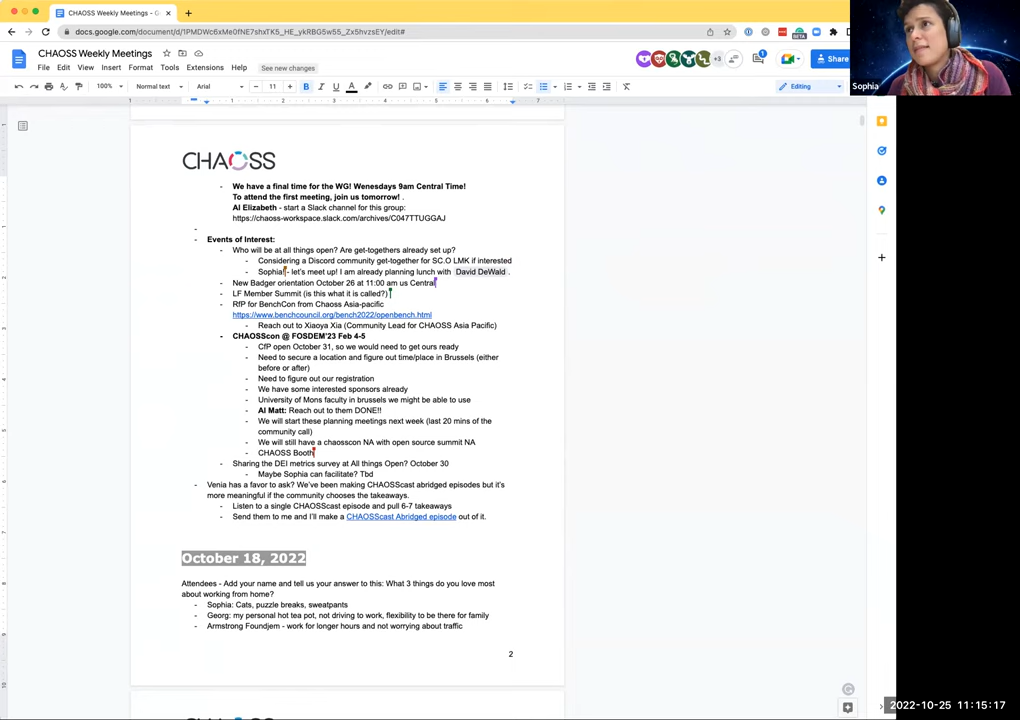 CHAOSS Weekly Meetings - G
docs.google.com/document/d/1PMDWc6xMe0fNE7shxTK5_HE_ykRBG5w55_Zx5hvzsEY/edit#
CHAOSS Weekly Meetings
File Edit View Insert Format Tools Extensions Help See new changes
+3
1
Share
100% Normal text Arial 11 Editing
BETA
Sophia
CHAOSS
- We have a final time for the WG! Wenesdays 9am Central Time!
To attend the first meeting, join us tomorrow! .
AI Elizabeth - start a Slack channel for this group:
https://chaoss-workspace.slack.com/archives/C047TTUGGAJ
-
- Events of Interest:
- Who will be at all things open? Are get-togethers already set up?
- Considering a Discord community get-together for SC.O LMK if interested
- Sophia! - let's meet up! I am already planning lunch with David DeWald .
- New Badger orientation October 26 at 11:00 am us Central
- LF Member Summit (is this what it is called?)
- RfP for BenchCon from Chaoss Asia-pacific
https://www.benchcouncil.org/bench2022/openbench.html
- Reach out to Xiaoya Xia (Community Lead for CHAOSS Asia Pacific)
- CHAOSScon @ FOSDEM'23 Feb 4-5
- CfP open October 31, so we would need to get ours ready
- Need to secure a location and figure out time/place in Brussels (either
before or after)
- Need to figure out our registration
- We have some interested sponsors already
- University of Mons faculty in brussels we might be able to use
- AI Matt: Reach out to them DONE!!
- We will start these planning meetings next week (last 20 mins of the
community call)
- We will still have a chaosscon NA with open source summit NA
- CHAOSS Booth
- Sharing the DEI metrics survey at All things Open? October 30
- Maybe Sophia can facilitate? Tbd
- Venia has a favor to ask? We've been making CHAOSScast abridged episodes but it's
more meaningful if the community chooses the takeaways.
- Listen to a single CHAOSScast episode and pull 6-7 takeaways
- Send them to me and I'll make a CHAOSScast Abridged episode out of it.
October 18, 2022
Attendees - Add your name and tell us your answer to this: What 3 things do you love most
about working from home?
- Sophia: Cats, puzzle breaks, sweatpants
- Georg: my personal hot tea pot, not driving to work, flexibility to be there for family
- Armstrong Foundjem - work for longer hours and not worrying about traffic
2
2022-10-25 11:15:17